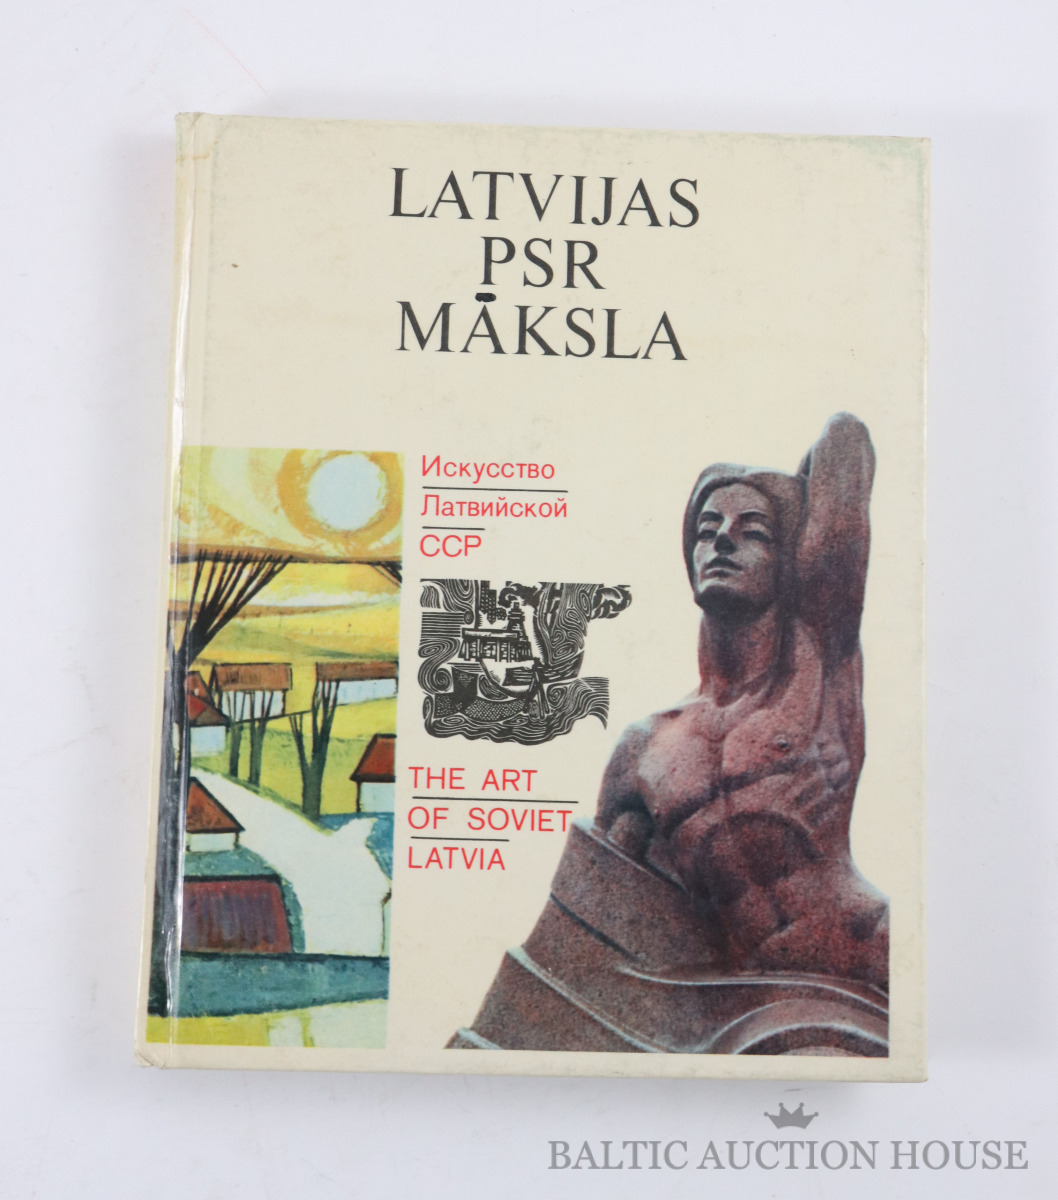 LATVIJAS
PSR
MĀKSLA
Искусство
Латвийской
ССР
THE ART
OF SOVIET
LATVIA
BALTIC AUCTION HOUSE